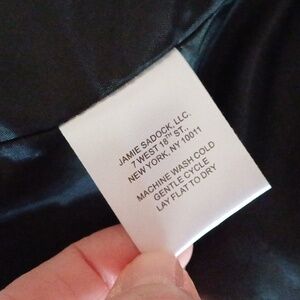 JAMIE SADOCK, LLC.
7 WEST 18TH ST.,
NEW YORK, NY 10011
MACHINE WASH COLD
GENTLE CYCLE
LAY FLAT TO DRY